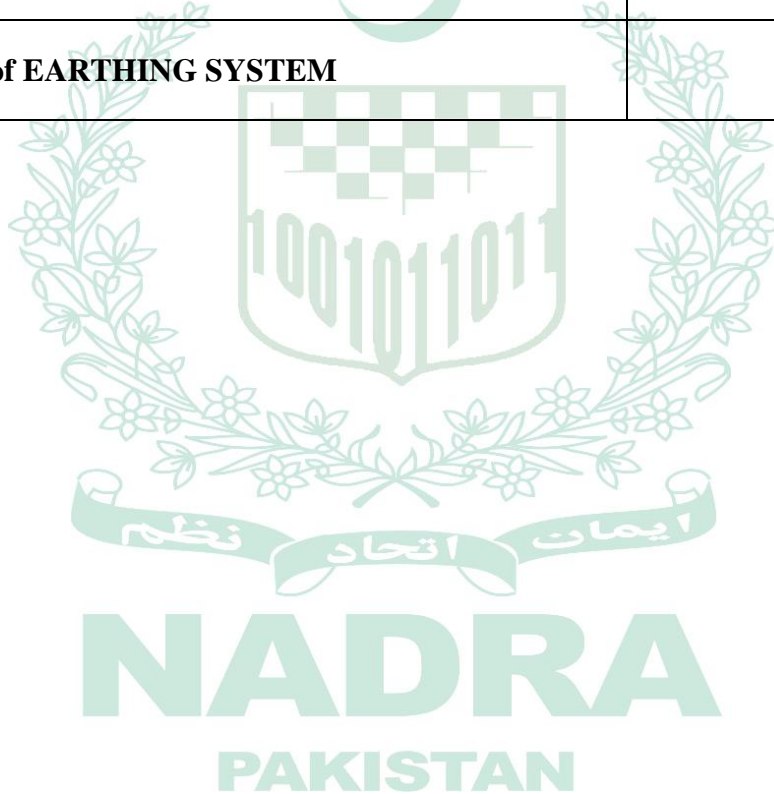 of EARTHING SYSTEM
1001011011
ایمان اتحاد نظم
NADRA
PAKISTAN